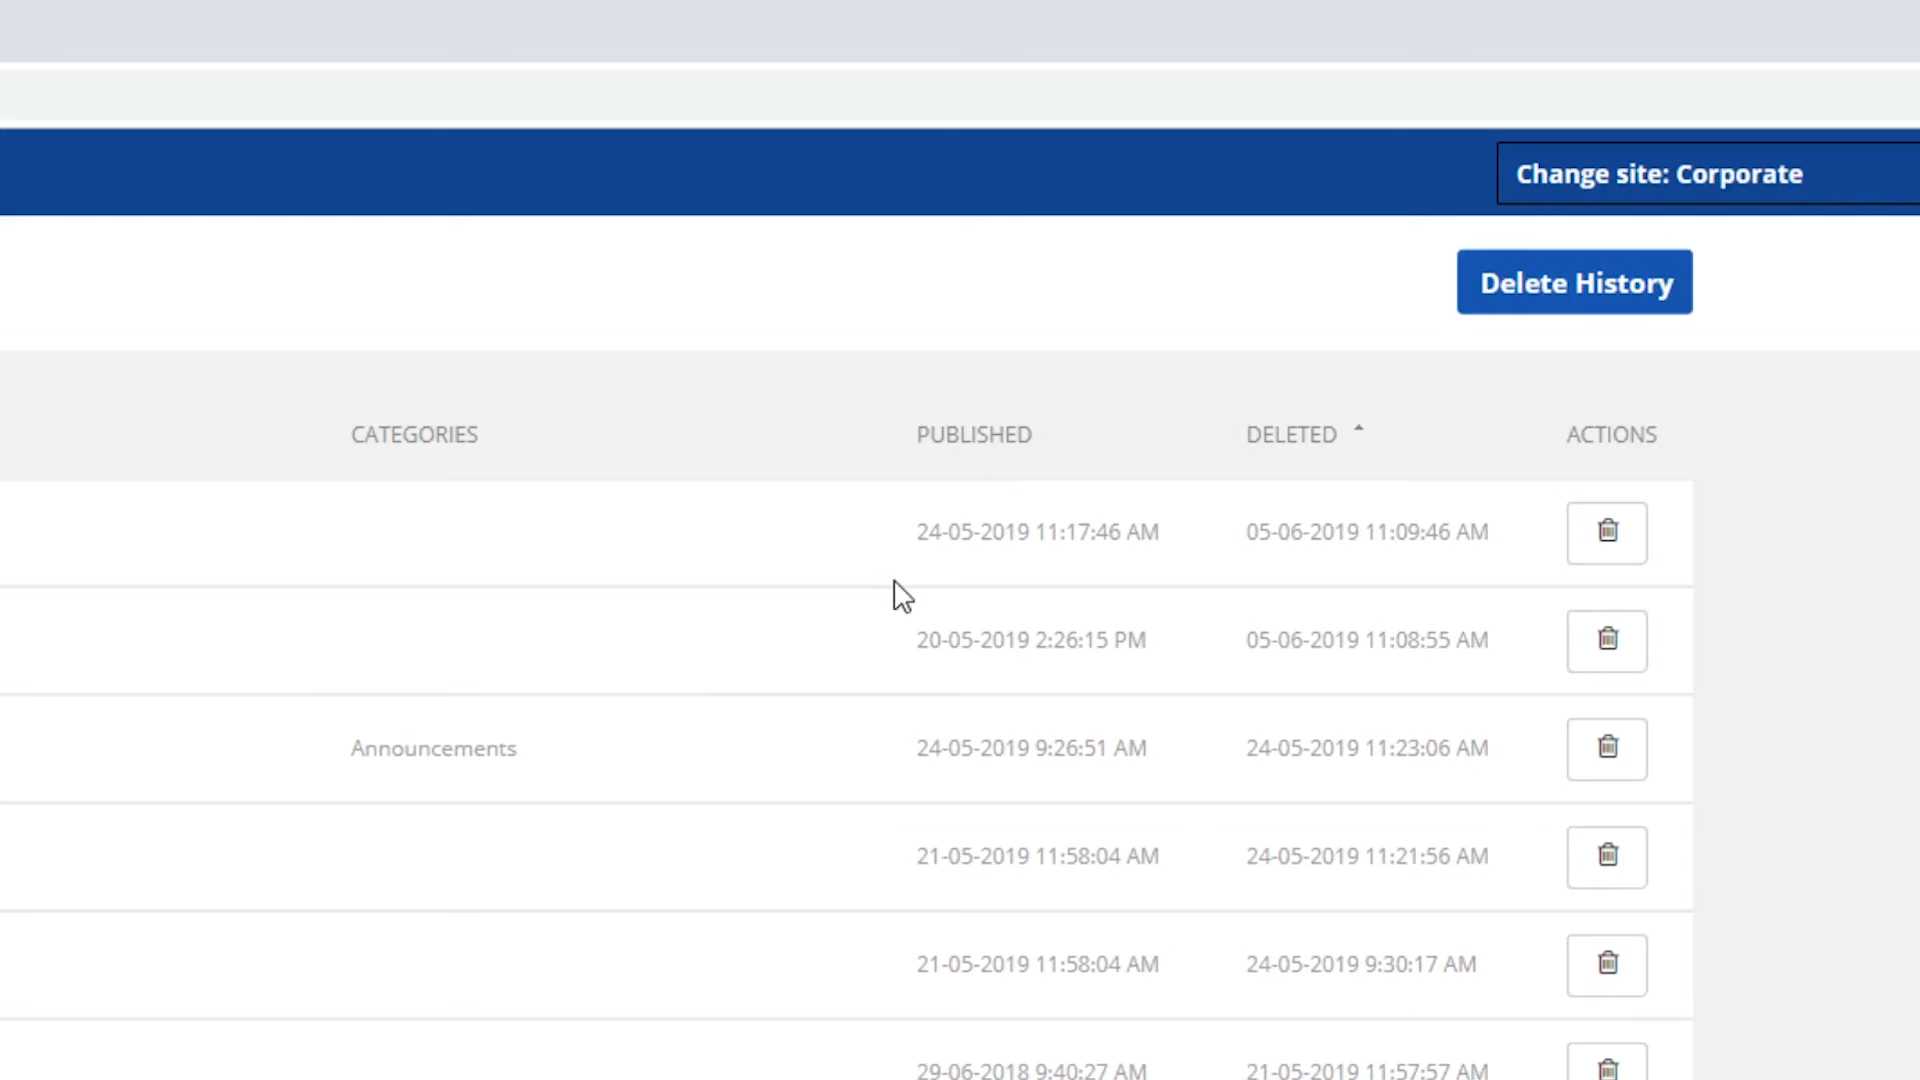 Change site: Corporate
Delete History
CATEGORIES PUBLISHED DELETED ACTIONS
24-05-2019 11:17:46 AM 05-06-2019 11:09:46 AM
20-05-2019 2:26:15 PM 05-06-2019 11:08:55 AM
Announcements 24-05-2019 9:26:51 AM 24-05-2019 11:23:06 AM
21-05-2019 11:58:04 AM 24-05-2019 11:21:56 AM
21-05-2019 11:58:04 AM 24-05-2019 9:30:17 AM
29-06-2018 9:40:27 AM 21-05-2019 11:57:57 AM